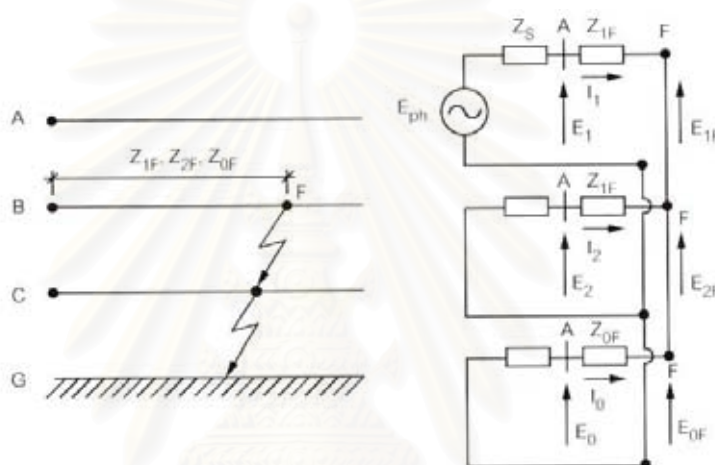 A
Z1F, Z2F, Z0F
B
F
C
G
ZS A Z1F F
Eph
I1
E1
E1F
A Z1F
F
I2
E2
E2F
A Z0F
F
I0
E0
E0F